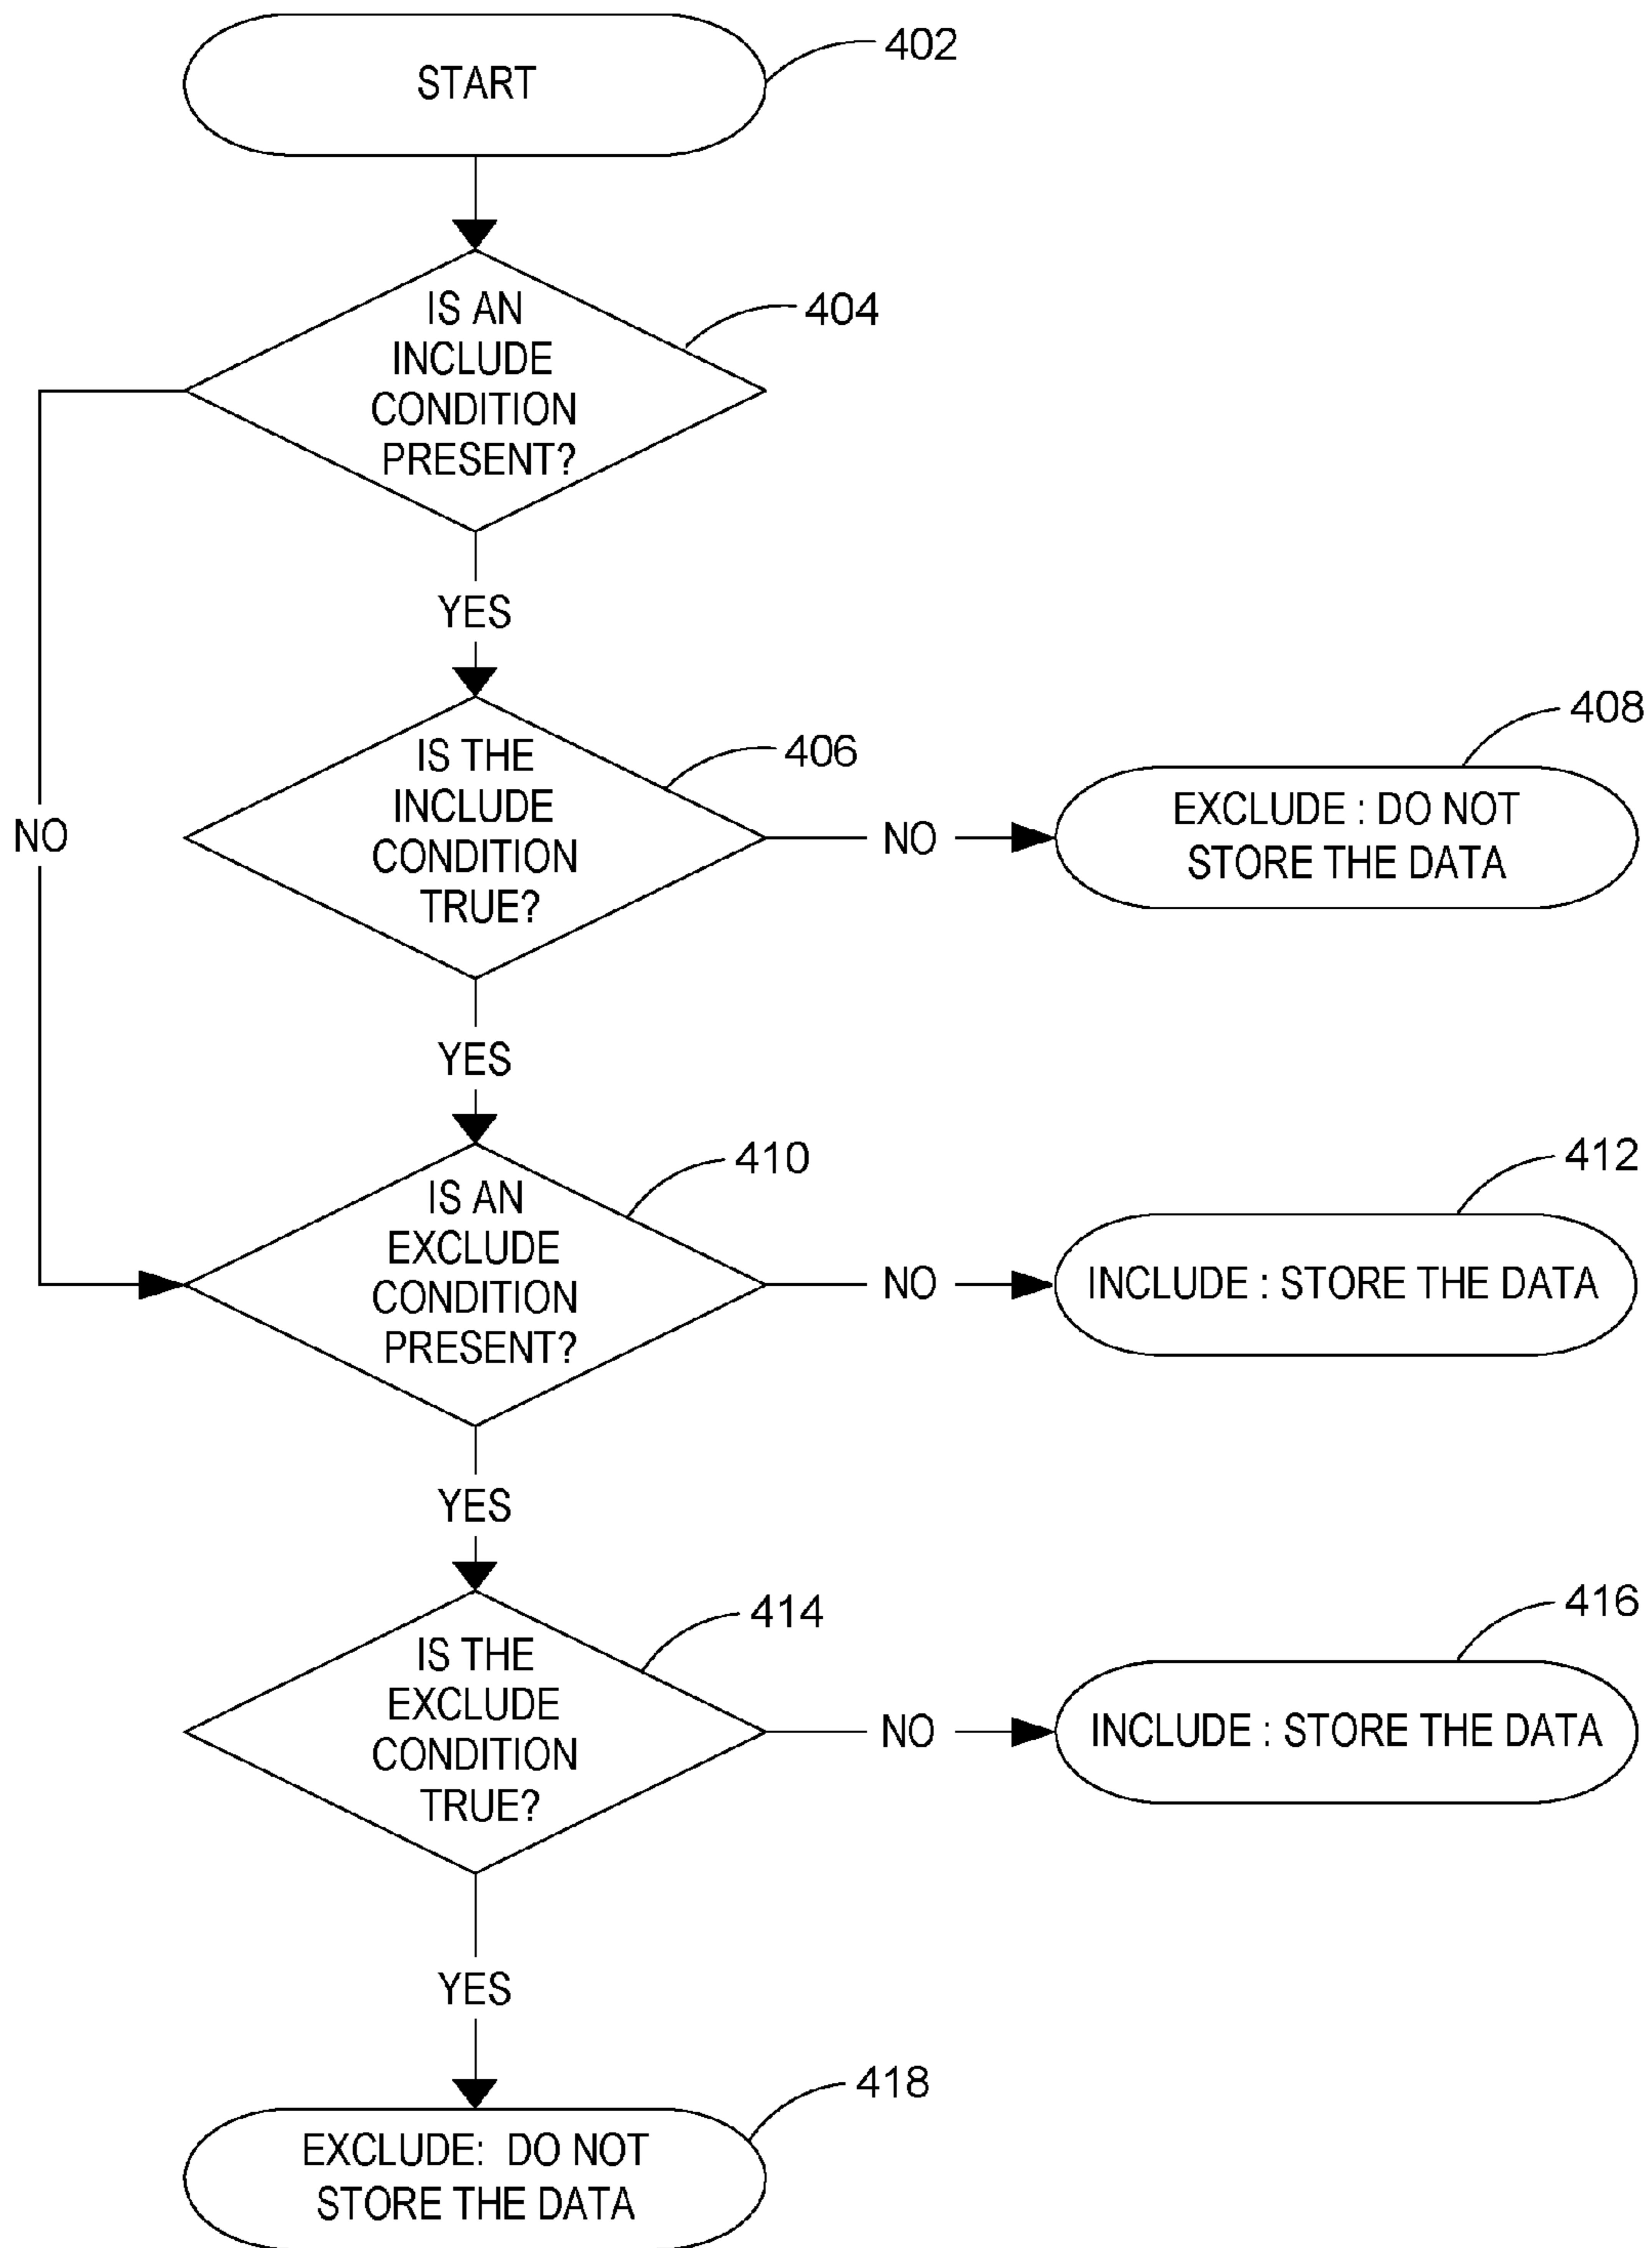 START
402
IS AN
INCLUDE
CONDITION
PRESENT?
404
YES
IS THE
INCLUDE
CONDITION
TRUE?
406
NO
NO
EXCLUDE : DO NOT
STORE THE DATA
408
YES
IS AN
EXCLUDE
CONDITION
PRESENT?
410
NO
INCLUDE : STORE THE DATA
412
YES
IS THE
EXCLUDE
CONDITION
TRUE?
414
NO
INCLUDE : STORE THE DATA
416
YES
EXCLUDE: DO NOT
STORE THE DATA
418